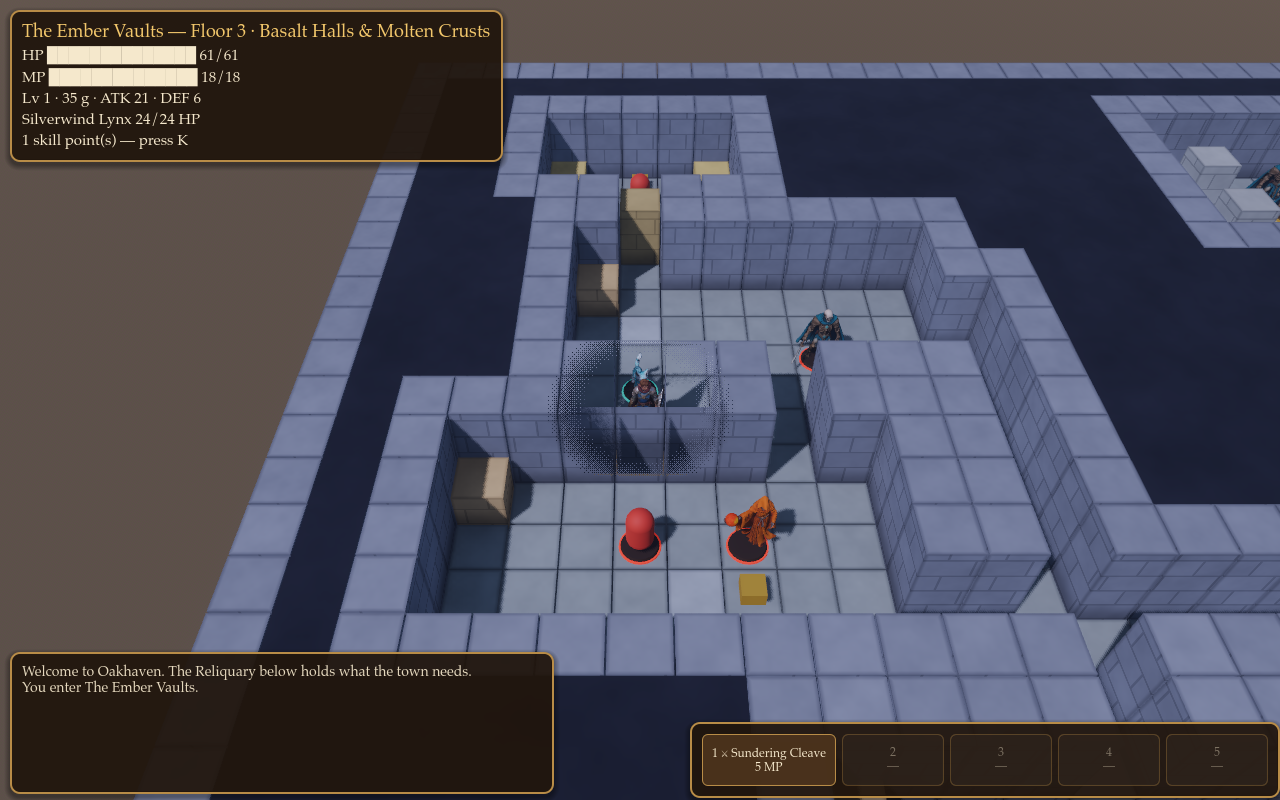 The Ember Vaults — Floor 3 · Basalt Halls & Molten Crusts
HP ██████████████ 61/61
MP ██████████████ 18/18
Lv 1 · 35 g · ATK 21 · DEF 6
Silverwind Lynx 24/24 HP
1 skill point(s) — press K
Welcome to Oakhaven. The Reliquary below holds what the town needs.
You enter The Ember Vaults.
1 ⚔ Sundering Cleave
5 MP
2
—
3
—
4
—
5
—